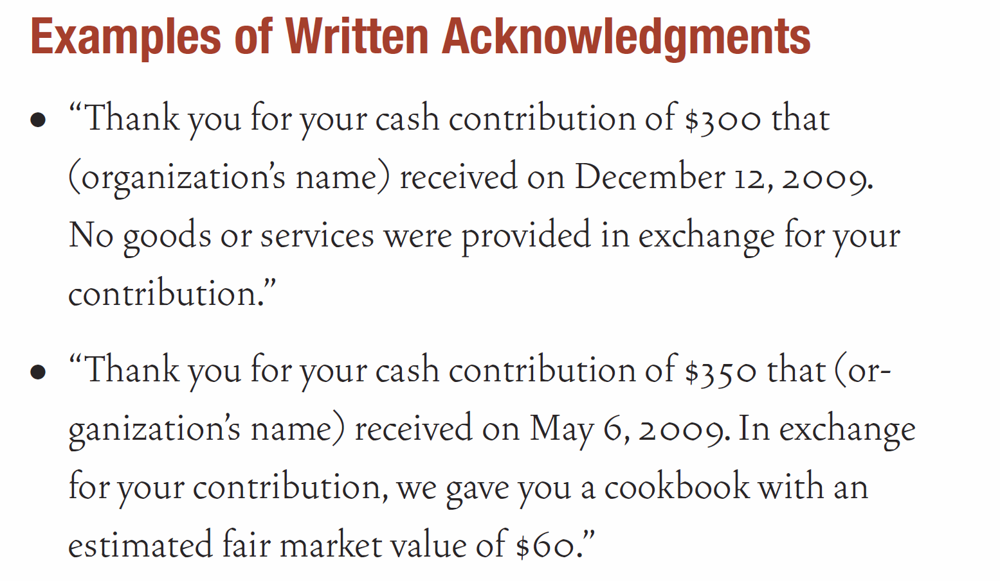 Examples of Written Acknowledgments
● “Thank you for your cash contribution of $300 that
(organization’s name) received on December 12, 2009.
No goods or services were provided in exchange for your
contribution.”
● “Thank you for your cash contribution of $350 that (or-
ganization’s name) received on May 6, 2009. In exchange
for your contribution, we gave you a cookbook with an
estimated fair market value of $60.”